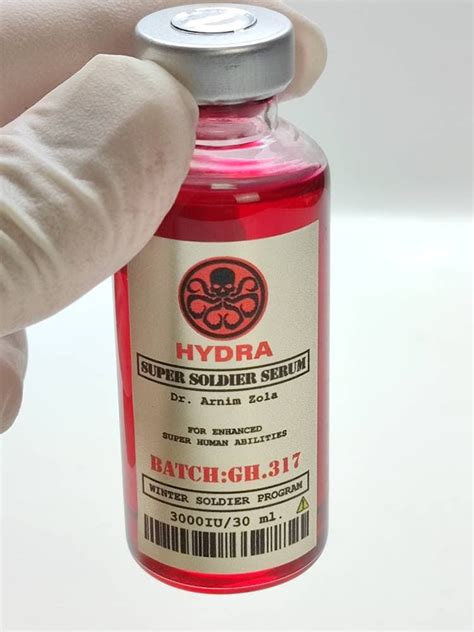 HYDRA
SUPER SOLDIER SERUM
Dr. Arnim Zola
FOR ENHANCED
SUPER HUMAN ABILITIES
BATCH:GH.317
WINTER SOLDIER PROGRAM
3000IU/30 ml.